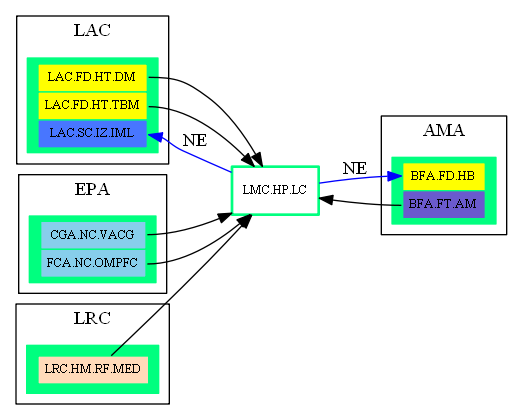 LAC
LAC.FD.HT.DM
LAC.FD.HT.TBM
LAC.SC.IZ.IML
NE
EPA
CGA.NC.VACG
FCA.NC.OMPFC
LRC
LRC.HM.RF.MED
LMC.HP.LC
NE
AMA
BFA.FD.HB
BFA.FT.AM